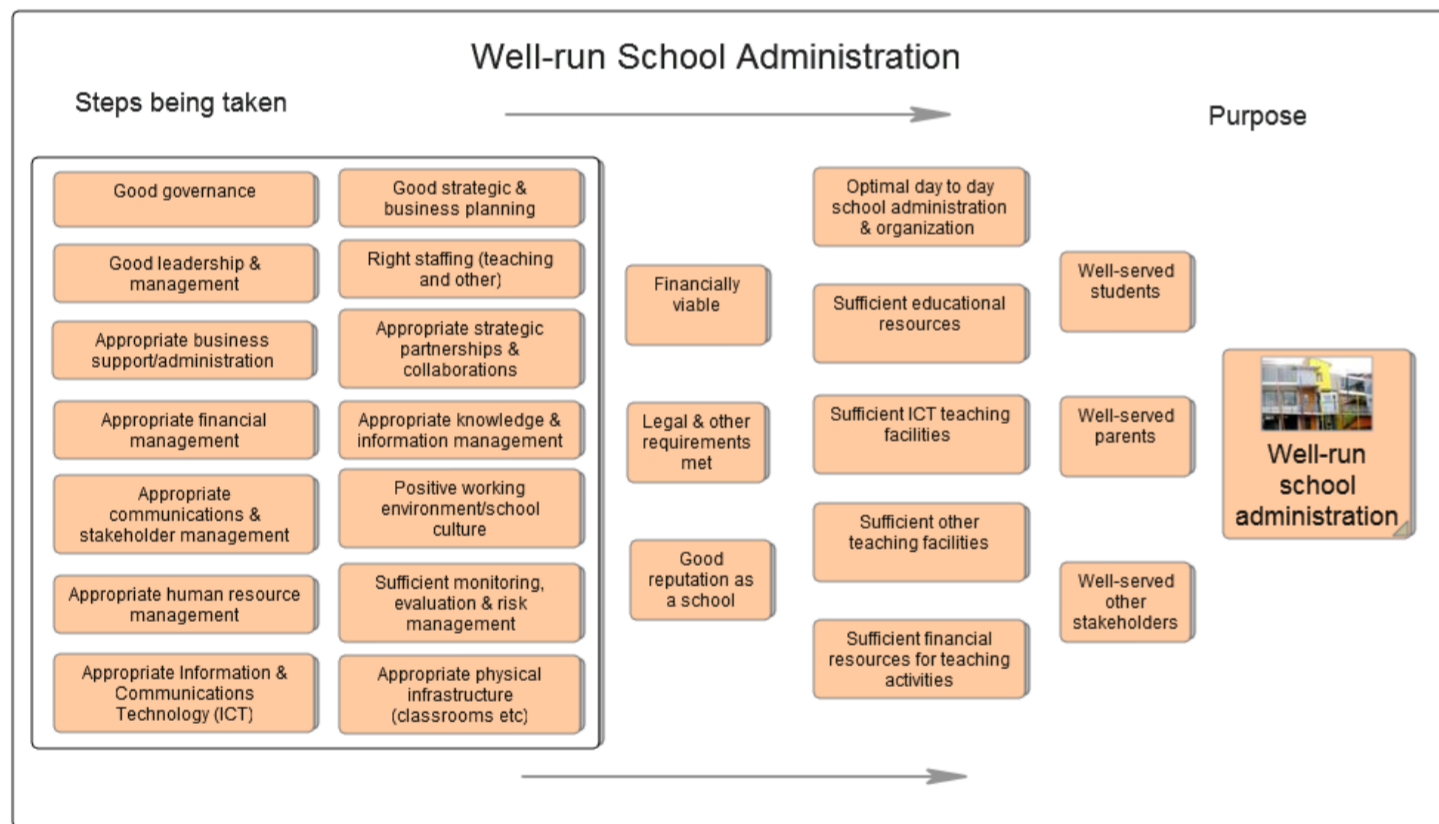 Well-run School Administration
Steps being taken
Purpose
Good governance
Good leadership &
management
Appropriate business
support/administration
Appropriate financial
management
Appropriate
communications &
stakeholder management
Appropriate human resource
management
Appropriate Information &
Communications
Technology (ICT)
Good strategic &
business planning
Right staffing (teaching
and other)
Appropriate strategic
partnerships &
collaborations
Appropriate knowledge &
information management
Positive working
environment/school
culture
Sufficient monitoring,
evaluation & risk
management
Appropriate physical
infrastructure
(classrooms etc)
Financially
viable
Legal & other
requirements
met
Good
reputation as
a school
Optimal day to day
school administration
& organization
Sufficient educational
resources
Sufficient ICT teaching
facilities
Sufficient other
teaching facilities
Sufficient financial
resources for teaching
activities
Well-served
students
Well-served
parents
Well-served
other
stakeholders
Well-run
school
administration